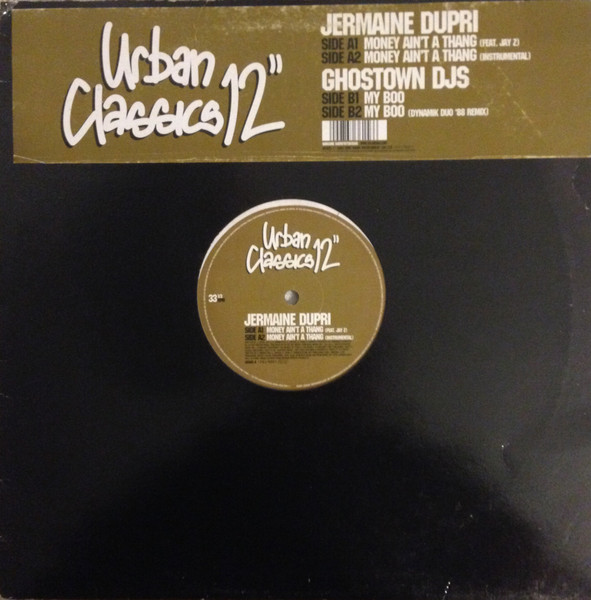 Urban
Classics 12"
JERMAINE DUPRI
SIDE A1 MONEY AIN'T A THANG (FEAT. JAY Z)
SIDE A2 MONEY AIN'T A THANG (INSTRUMENTAL)
GHOSTOWN DJS
SIDE B1 MY BOO
SIDE B2 MY BOO (DYNAMIK DUO '88 REMIX)
Urban
Classics 12"
33
JERMAINE DUPRI
SIDE A1 MONEY AIN'T A THANG (FEAT. JAY Z)
SIDE A2 MONEY AIN'T A THANG (INSTRUMENTAL)